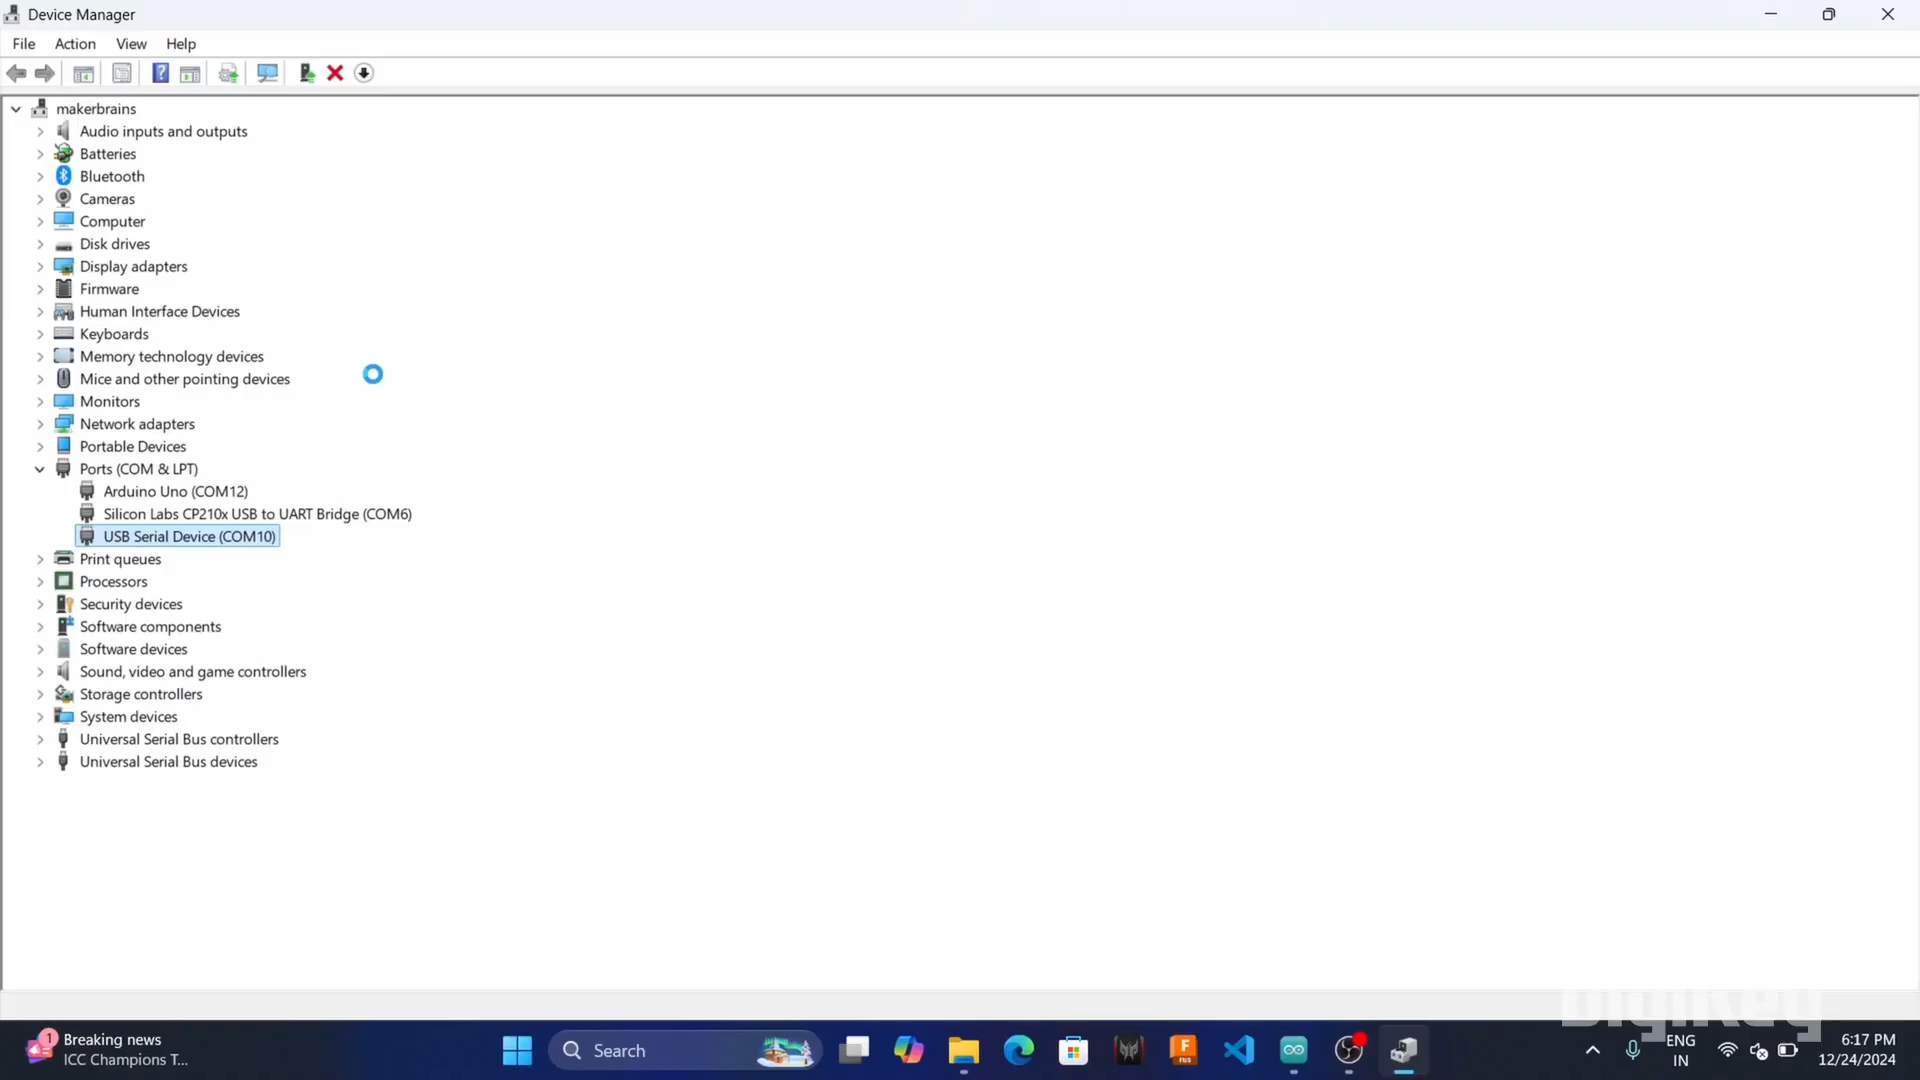 Device Manager
File Action View Help
makerbrains
Audio inputs and outputs
Batteries
Bluetooth
Cameras
Computer
Disk drives
Display adapters
Firmware
Human Interface Devices
Keyboards
Memory technology devices
Mice and other pointing devices
Monitors
Network adapters
Portable Devices
Ports (COM & LPT)
Arduino Uno (COM12)
Silicon Labs CP210x USB to UART Bridge (COM6)
USB Serial Device (COM10)
Print queues
Processors
Security devices
Software components
Software devices
Sound, video and game controllers
Storage controllers
System devices
Universal Serial Bus controllers
Universal Serial Bus devices
DigiKey
1
Breaking news
ICC Champions T...
Search
ENG
IN
6:17 PM
12/24/2024